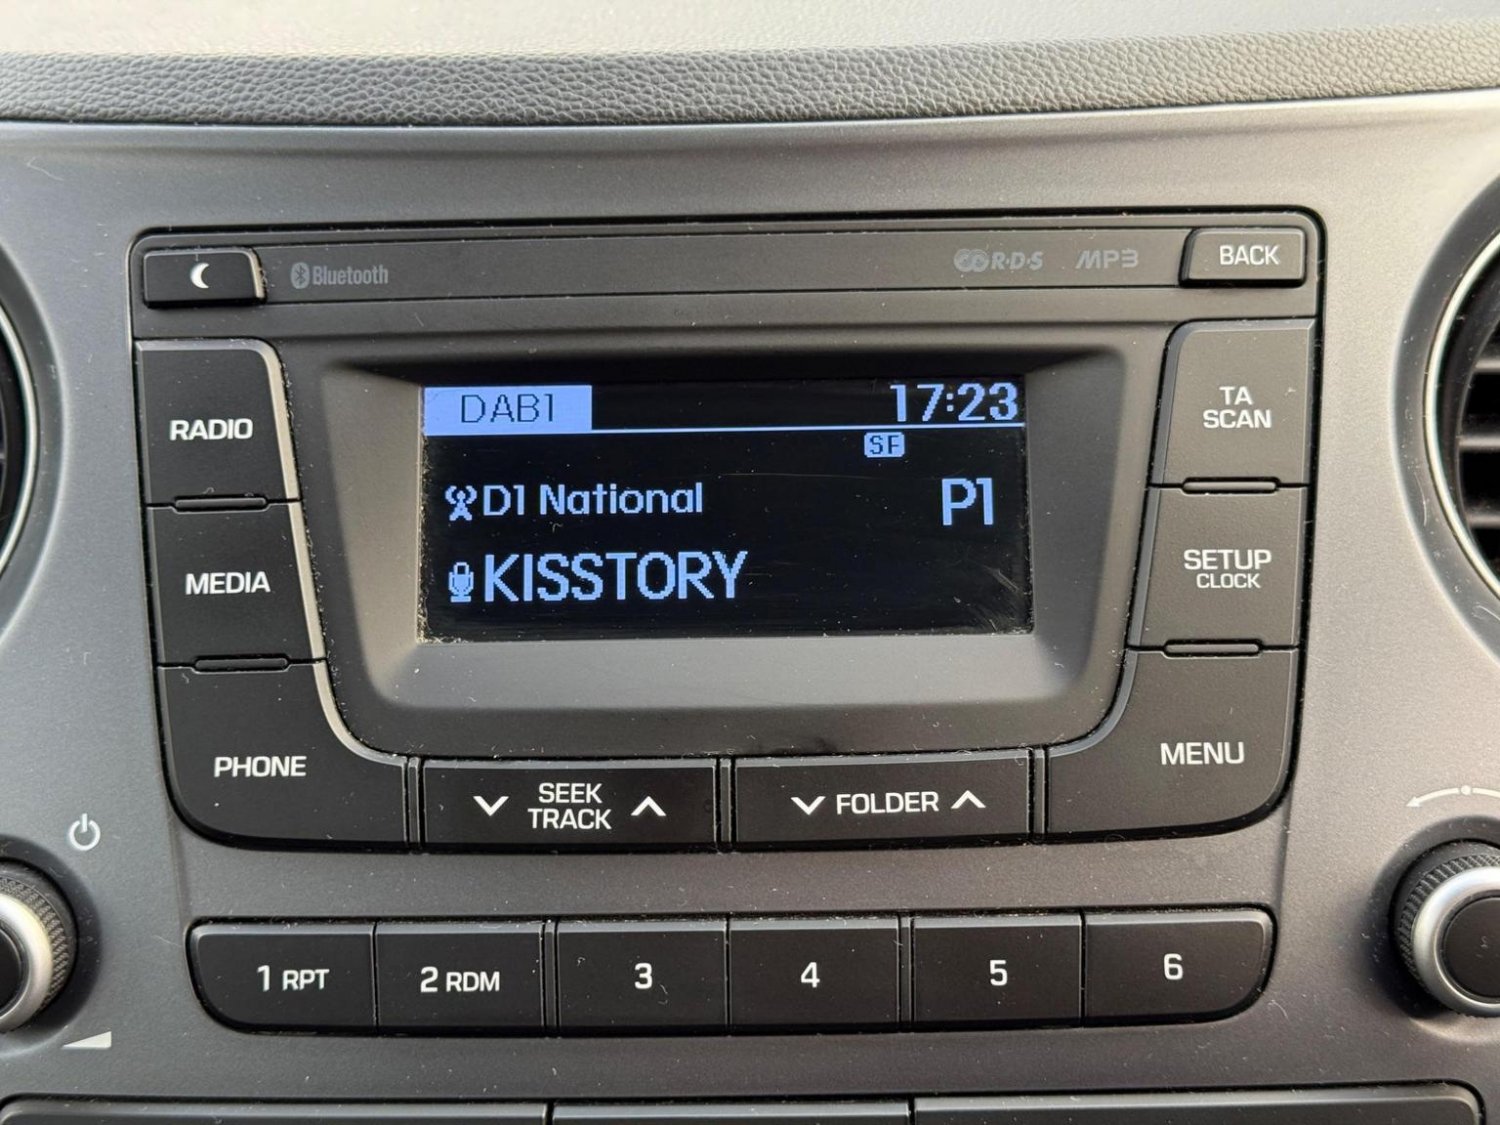 Bluetooth
R·D·S
MP3
BACK
RADIO
MEDIA
PHONE
DAB1
17:23
SF
D1 National
P1
KISSTORY
TA
SCAN
SETUP
CLOCK
MENU
SEEK
TRACK
FOLDER
1 RPT
2 RDM
3
4
5
6